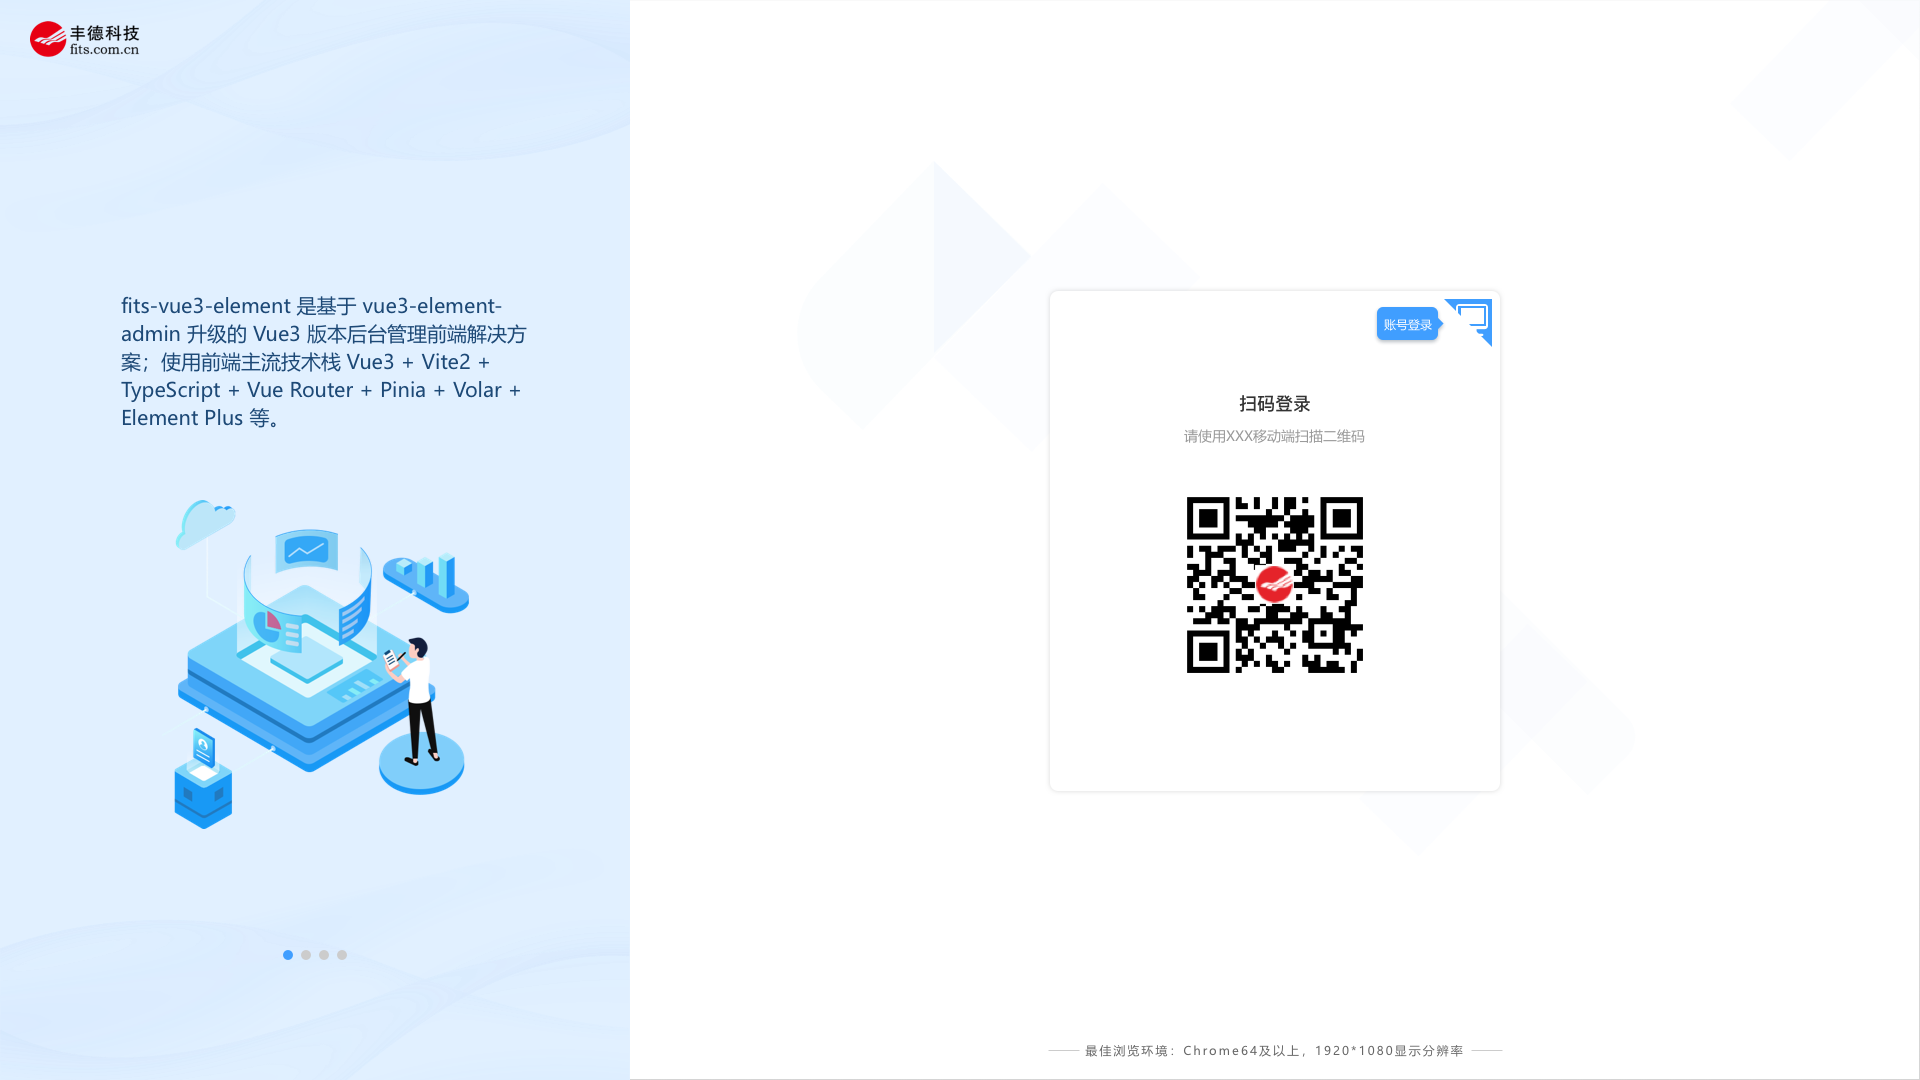 丰德科技
fits.com.cn
fits-vue3-element 是基于 vue3-element-
admin 升级的 Vue3 版本后台管理前端解决方
案；使用前端主流技术栈 Vue3 + Vite2 +
TypeScript + Vue Router + Pinia + Volar +
Element Plus 等。
账号登录
扫码登录
请使用XXX移动端扫描二维码
最佳浏览环境：Chrome64及以上，1920*1080显示分辨率